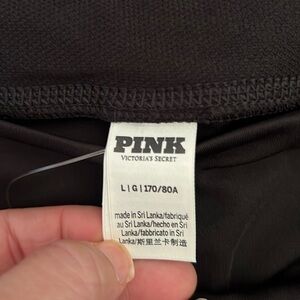 PINK
VICTORIA'S SECRET
L | G | 170/80A
made in Sri Lanka/fabriqué
au Sri Lanka/hecho en Sri
Lanka/fabbricato in Sri
Lanka/斯里兰卡制造